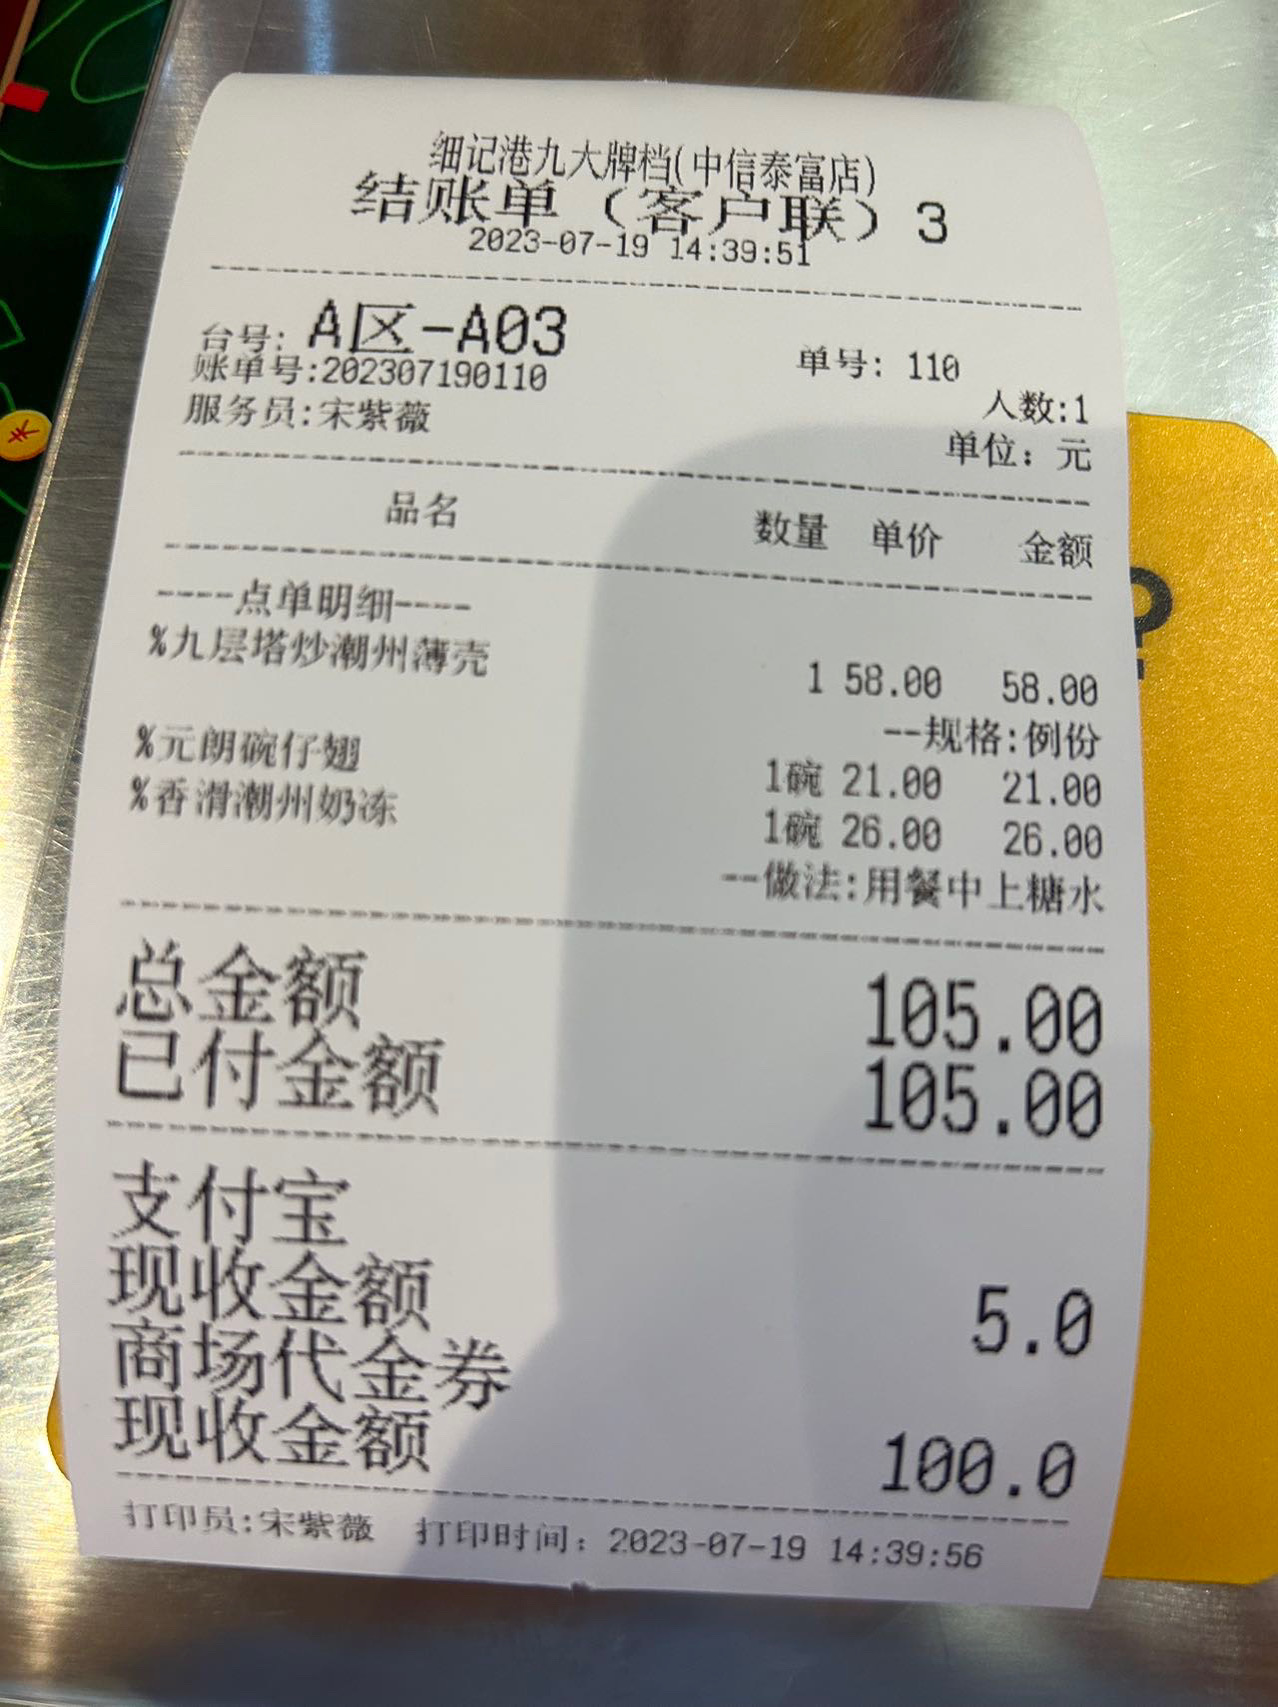 细记港九大牌档(中信泰富店)
结账单（客户联）3
2023-07-19 14:39:51
台号: A区-A03
单号: 110
账单号:202307190110
人数:1
服务员:宋紫薇
单位: 元
品名 数量 单价 金额
----点单明细----
%九层塔炒潮州薄壳
1 58.00 58.00
--规格:例份
%元朗碗仔翅 1碗 21.00 21.00
%香滑潮州奶冻 1碗 26.00 26.00
--做法:用餐中上糖水
总金额 105.00
已付金额 105.00
支付宝
现收金额 5.0
商场代金券
现收金额 100.0
打印员:宋紫薇 打印时间: 2023-07-19 14:39:56